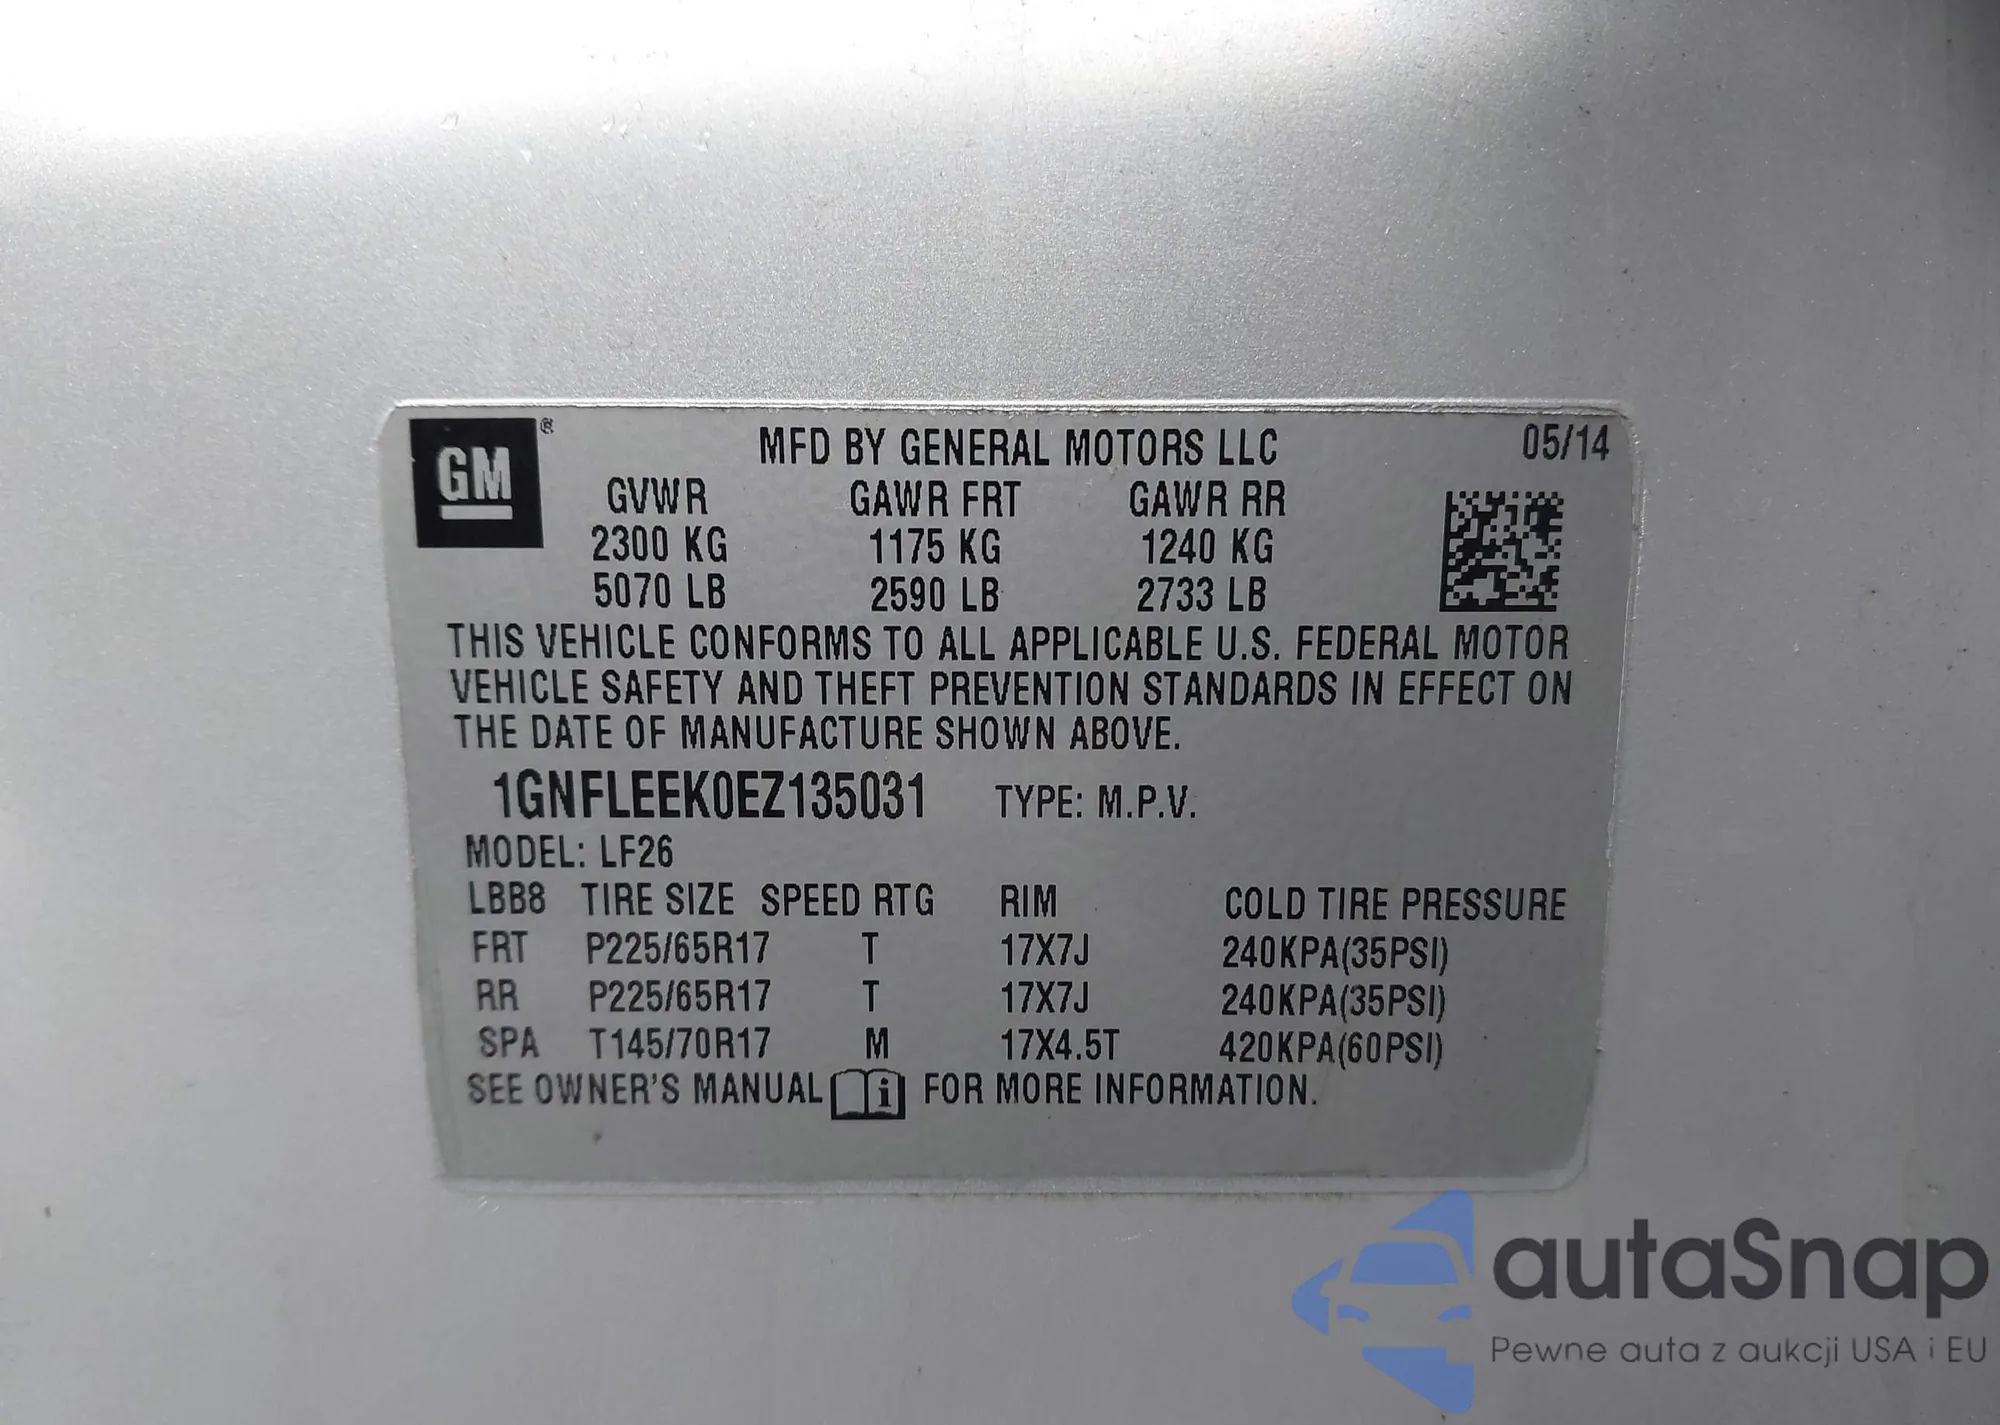 GM ® MFD BY GENERAL MOTORS LLC 05/14
GVWR GAWR FRT GAWR RR
2300 KG 1175 KG 1240 KG
5070 LB 2590 LB 2733 LB
THIS VEHICLE CONFORMS TO ALL APPLICABLE U.S. FEDERAL MOTOR
VEHICLE SAFETY AND THEFT PREVENTION STANDARDS IN EFFECT ON
THE DATE OF MANUFACTURE SHOWN ABOVE.
1GNFLEEK0EZ135031 TYPE: M.P.V.
MODEL: LF26
LBB8 TIRE SIZE SPEED RTG RIM COLD TIRE PRESSURE
FRT P225/65R17 T 17X7J 240KPA(35PSI)
RR P225/65R17 T 17X7J 240KPA(35PSI)
SPA T145/70R17 M 17X4.5T 420KPA(60PSI)
SEE OWNER'S MANUAL i FOR MORE INFORMATION.
autaSnap
Pewne auta z aukcji USA i EU